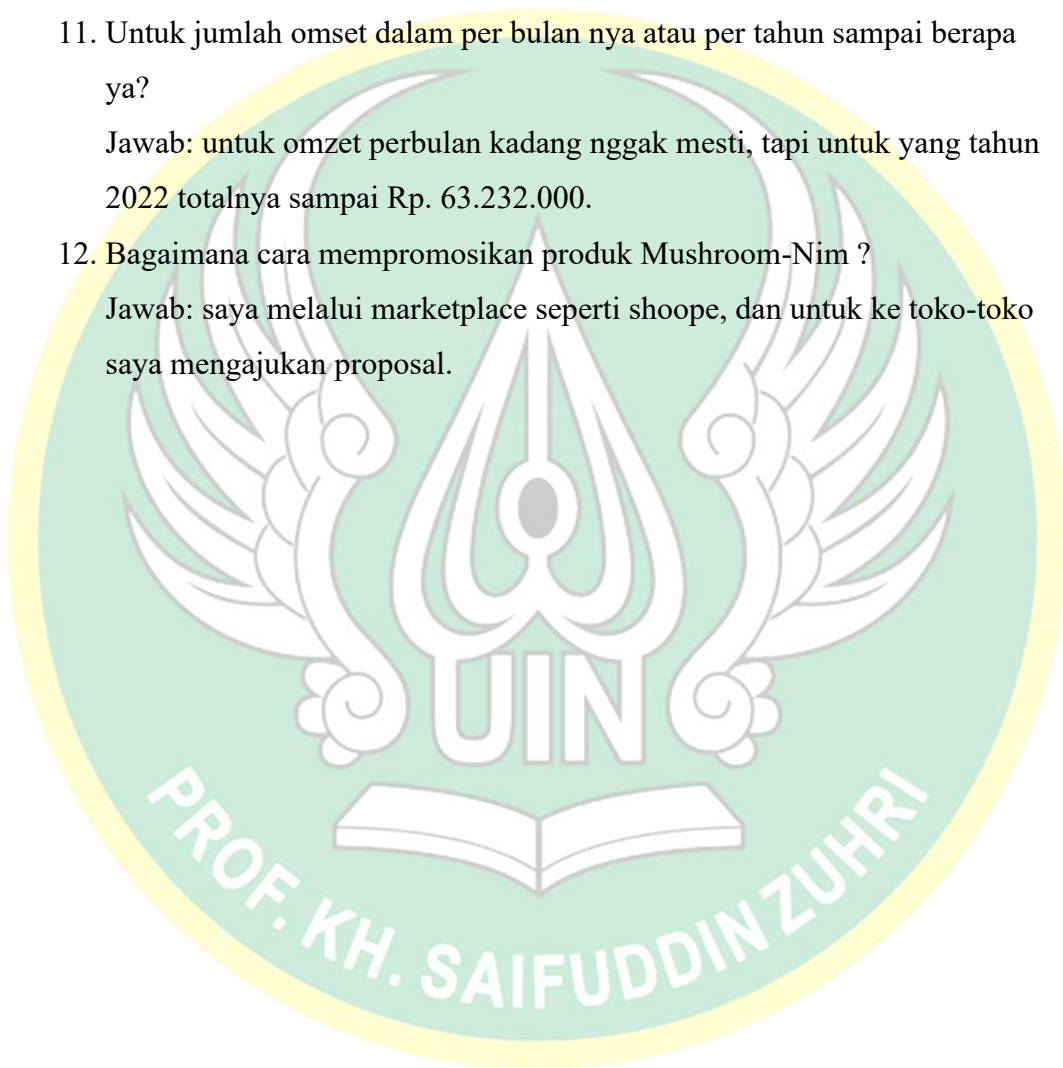 11. Untuk jumlah omset dalam per bulan nya atau per tahun sampai berapa
ya?
Jawab: untuk omzet perbulan kadang nggak mesti, tapi untuk yang tahun
2022 totalnya sampai Rp. 63.232.000.
12. Bagaimana cara mempromosikan produk Mushroom-Nim ?
Jawab: saya melalui marketplace seperti shoope, dan untuk ke toko-toko
saya mengajukan proposal.
UIN
PROF. KH. SAIFUDDIN ZUHRI